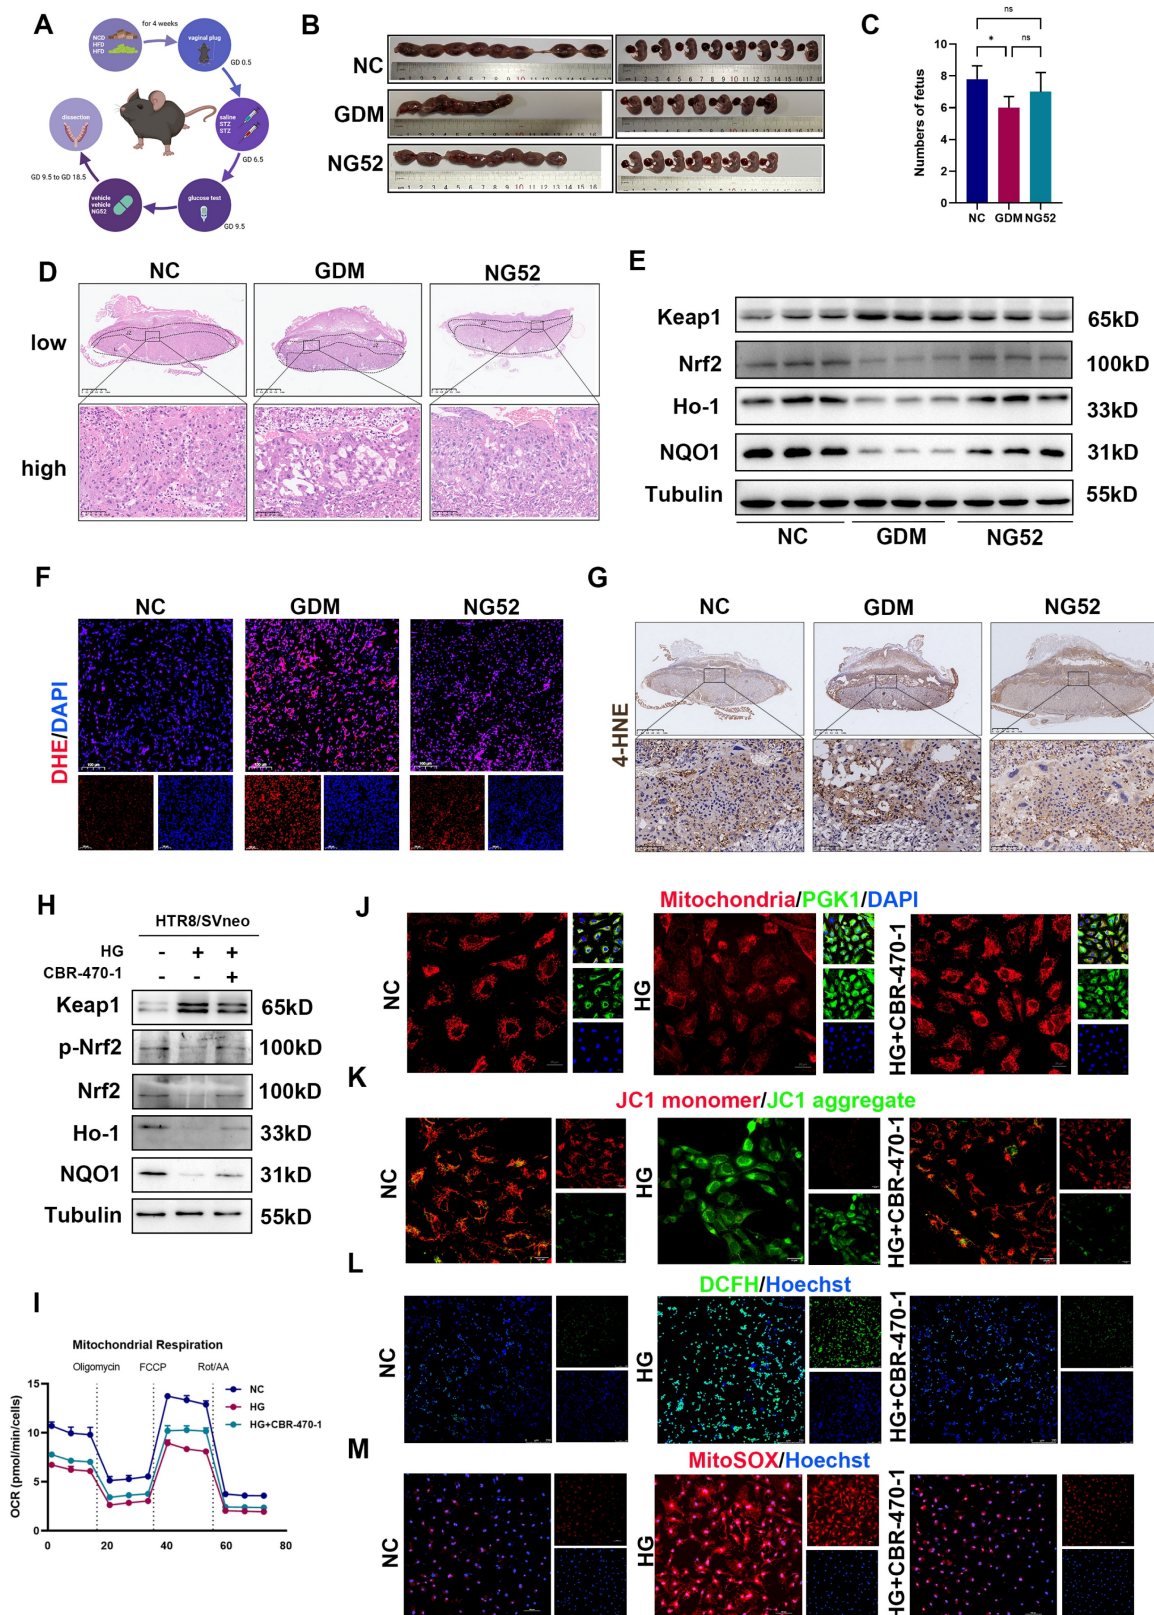 A
NCD
HFD
HFD
for 4 weeks
vaginal plug
GD 0.5
saline
STZ
STZ
GD 6.5
glucose test
GD 9.5
vehicle
vehicle
NG52
GD 9.5 to GD 18.5
dissection
B
NC
GDM
NG52
C
ns
* ns
Numbers of fetus
10
8
6
4
2
0
NC GDM NG52
D
NC GDM NG52
low
high
E
Keap1 65kD
Nrf2 100kD
Ho-1 33kD
NQO1 31kD
Tubulin 55kD
NC GDM NG52
F
NC GDM NG52
DHE/DAPI
G
NC GDM NG52
4-HNE
H
HTR8/SVneo
HG - + +
CBR-470-1 - - +
Keap1 65kD
p-Nrf2 100kD
Nrf2 100kD
Ho-1 33kD
NQO1 31kD
Tubulin 55kD
I
Mitochondrial Respiration
Oligomycin FCCP Rot/AA
NC
HG
HG+CBR-470-1
OCR (pmol/min/cells)
15
10
5
0
0 20 40 60 80
J
Mitochondria/PGK1/DAPI
NC
HG
HG+CBR-470-1
K
JC1 monomer/JC1 aggregate
NC
HG
HG+CBR-470-1
L
DCFH/Hoechst
NC
HG
HG+CBR-470-1
M
MitoSOX/Hoechst
NC
HG
HG+CBR-470-1